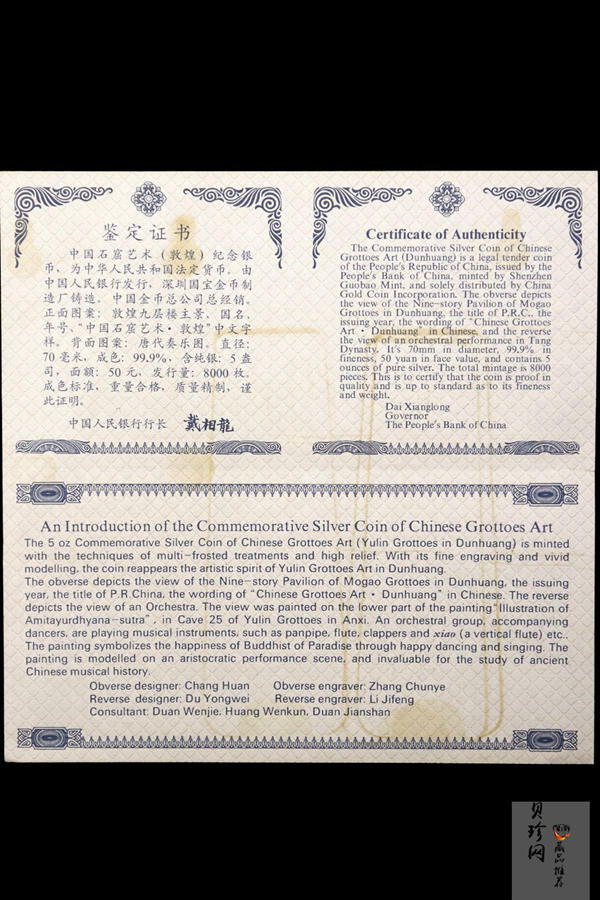 鉴定证书
中国石窟艺术（敦煌）纪念银
币，为中华人民共和国法定货币。由
中国人民银行发行，深圳国宝金币制
造厂铸造。中国金币总公司总经销。
正面图案：敦煌九层楼主景、国名、
年号、“中国石窟艺术·敦煌”中文字
样。背面图案：唐代奏乐图。直径：
70毫米，成色：99.9%，含纯银：5盎
司，面额：50元，发行量：8000枚。
成色标准，重量合格，质量精制，谨
此证明。
中国人民银行行长 戴相龍
Certificate of Authenticity
The Commemorative Silver Coin of Chinese
Grottoes Art (Dunhuang) is a legal tender coin
of the People's Republic of China, issued by the
People's Bank of China, minted by Shenzhen
Guobao Mint, and solely distributed by China
Gold Coin Incorporation. The obverse depicts
the view of the Nine-story Pavilion of Mogao
Grottoes in Dunhuang, the title of P.R.C., the
issuing year, the wording of "Chinese Grottoes
Art · Dunhuang" in Chinese, and the reverse
the view of an orchestral performance in Tang
Dynasty. It's 70mm in diameter, 99.9% in
fineness, 50 yuan in face value, and contains 5
ounces of pure silver. The total mintage is 8000
pieces. This is to certify that the coin is proof in
quality and is up to standard as to its fineness
and weight.
Dai Xianglong
Governor
The People's Bank of China
An Introduction of the Commemorative Silver Coin of Chinese Grottoes Art
The 5 oz Commemorative Silver Coin of Chinese Grottoes Art (Yulin Grottoes in Dunhuang) is minted
with the techniques of multi-frosted treatments and high relief. With its fine engraving and vivid
modelling, the coin reappears the artistic spirit of Yulin Grottoes Art in Dunhuang.
The obverse depicts the view of the Nine-story Pavilion of Mogao Grottoes in Dunhuang, the issuing
year, the title of P.R.China, the wording of "Chinese Grottoes Art · Dunhuang" in Chinese. The reverse
depicts the view of an Orchestra. The view was painted on the lower part of the painting "Illustration of
Amitayurdhyana-sutra", in Cave 25 of Yulin Grottoes in Anxi. An orchestral group, accompanying
dancers, are playing musical instruments, such as panpipe, flute, clappers and xiao (a vertical flute) etc..
The painting symbolizes the happiness of Buddhist of Paradise through happy dancing and singing. The
painting is modelled on an aristocratic performance scene, and invaluable for the study of ancient
Chinese musical history.
Obverse designer: Chang Huan Obverse engraver: Zhang Chunye
Reverse designer: Du Yongwei Reverse engraver: Li Jifeng
Consultant: Duan Wenjie, Huang Wenkun, Duan Jianshan
贝珍网
藏品推荐